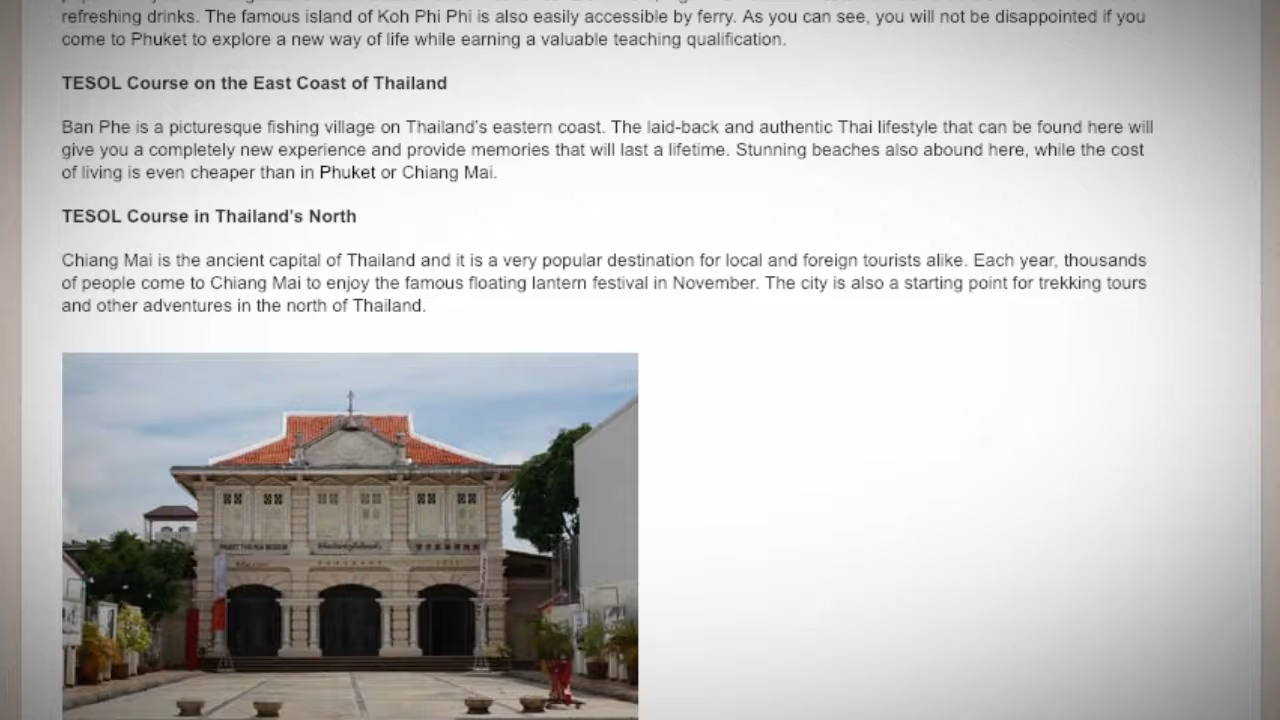 refreshing drinks. The famous island of Koh Phi Phi is also easily accessible by ferry. As you can see, you will not be disappointed if you
come to Phuket to explore a new way of life while earning a valuable teaching qualification.
TESOL Course on the East Coast of Thailand
Ban Phe is a picturesque fishing village on Thailand's eastern coast. The laid-back and authentic Thai lifestyle that can be found here will
give you a completely new experience and provide memories that will last a lifetime. Stunning beaches also abound here, while the cost
of living is even cheaper than in Phuket or Chiang Mai.
TESOL Course in Thailand's North
Chiang Mai is the ancient capital of Thailand and it is a very popular destination for local and foreign tourists alike. Each year, thousands
of people come to Chiang Mai to enjoy the famous floating lantern festival in November. The city is also a starting point for trekking tours
and other adventures in the north of Thailand.
PHUKET THAI HUA MUSEUM